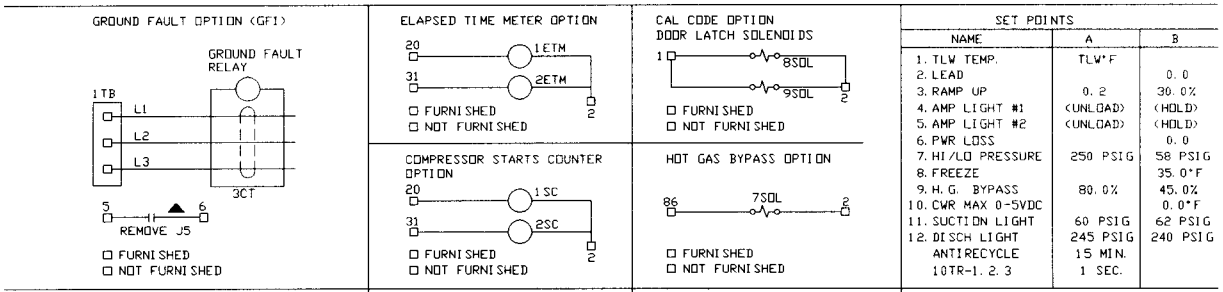 GROUND FAULT OPTION (GFI)
GROUND FAULT
RELAY
1TB
L1
L2
L3
3CT
5 6
REMOVE J5
□ FURNISHED
□ NOT FURNISHED
ELAPSED TIME METER OPTION
20 1ETM
31 2ETM
2
□ FURNISHED
□ NOT FURNISHED
COMPRESSOR STARTS COUNTER
OPTION
20 1SC
31 2SC
2
□ FURNISHED
□ NOT FURNISHED
CAL CODE OPTION
DOOR LATCH SOLENOIDS
1 8SOL
9SOL 2
□ FURNISHED
□ NOT FURNISHED
HOT GAS BYPASS OPTION
86 7SOL 2
□ FURNISHED
□ NOT FURNISHED
SET POINTS
NAME A B
1. TLW TEMP. TLW°F
2. LEAD 0.0
3. RAMP UP 0.2 30.0%
4. AMP LIGHT #1 (UNLOAD) (HOLD)
5. AMP LIGHT #2 (UNLOAD) (HOLD)
6. PWR LOSS 0.0
7. HI/LO PRESSURE 250 PSIG 58 PSIG
8. FREEZE 35.0°F
9. H.G. BYPASS 80.0% 45.0%
10. CWR MAX 0-5VDC 0.0°F
11. SUCTION LIGHT 60 PSIG 62 PSIG
12. DISCH LIGHT 245 PSIG 240 PSIG
ANTIRECYCLE 15 MIN.
10TR-1.2.3 1 SEC.